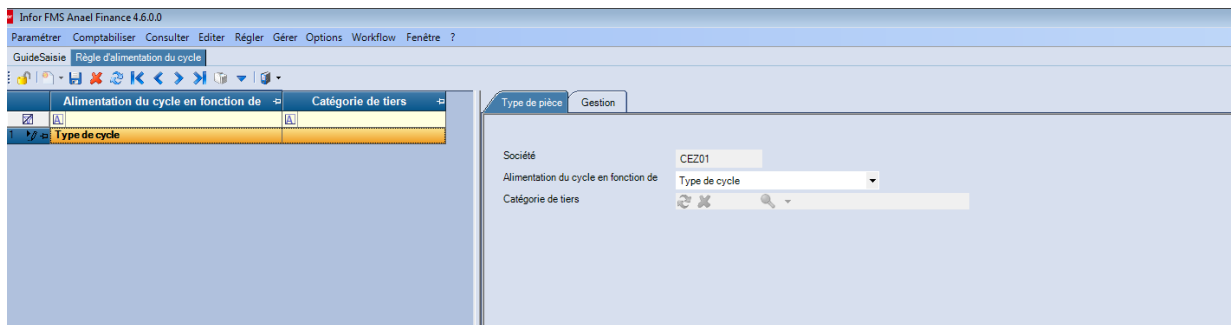 Infor FMS Anael Finance 4.6.0.0
Paramétrer Comptabiliser Consulter Editer Régler Gérer Options Workflow Fenêtre ?
GuideSaisie Règle d'alimentation du cycle
Alimentation du cycle en fonction de Catégorie de tiers
A A
1 Type de cycle
Type de pièce Gestion
Société CEZ01
Alimentation du cycle en fonction de Type de cycle
Catégorie de tiers